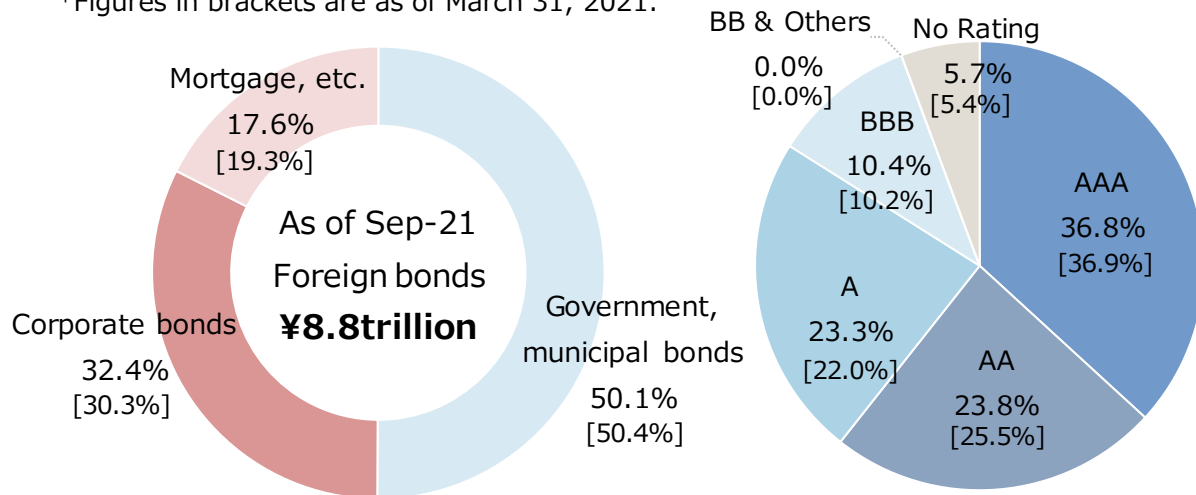 *Figures in brackets are as of March 31, 2021.
Mortgage, etc.
17.6%
[19.3%]
As of Sep-21
Foreign bonds
¥8.8trillion
Corporate bonds
32.4%
[30.3%]
Government,
municipal bonds
50.1%
[50.4%]
BB & Others
0.0%
[0.0%]
No Rating
5.7%
[5.4%]
BBB
10.4%
[10.2%]
AAA
36.8%
[36.9%]
A
23.3%
[22.0%]
AA
23.8%
[25.5%]